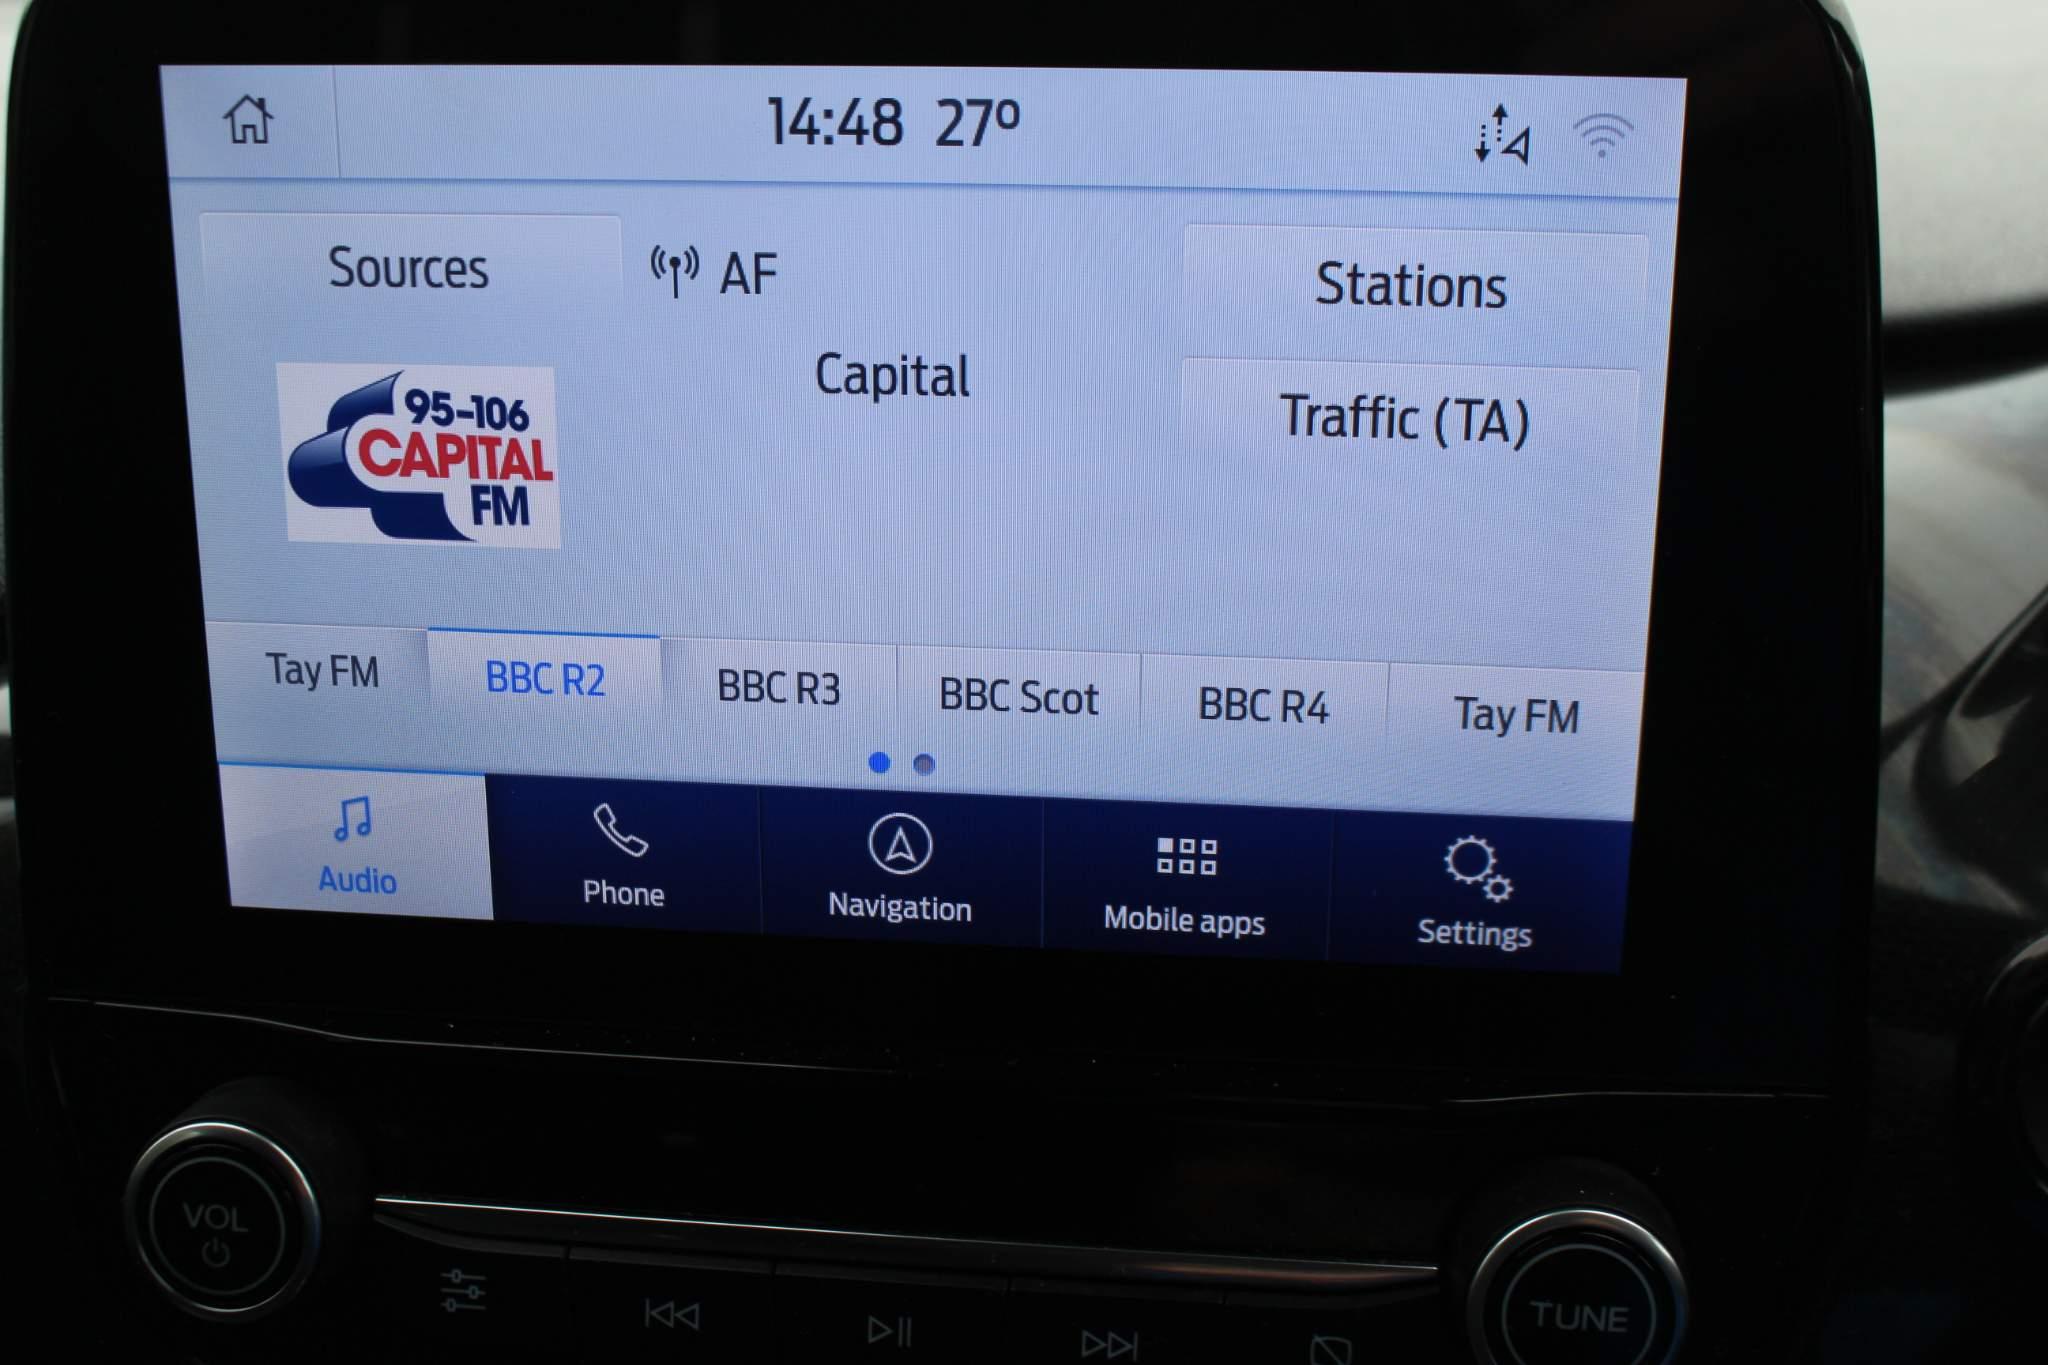 14:48 27°
Sources
AF
Stations
Capital
Traffic (TA)
95-106
CAPITAL
FM
Tay FM
BBC R2
BBC R3
BBC Scot
BBC R4
Tay FM
Audio
Phone
Navigation
Mobile apps
Settings
VOL
TUNE